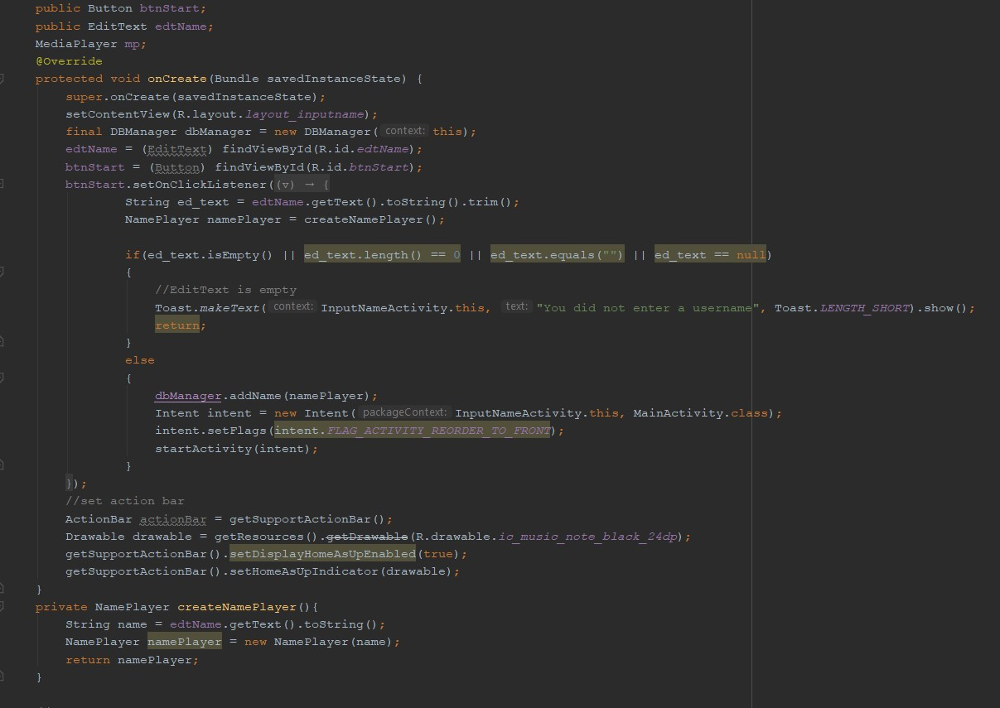 public Button btnStart;
public EditText edtName;
MediaPlayer mp;
@Override
protected void onCreate(Bundle savedInstanceState) {
super.onCreate(savedInstanceState);
setContentView(R.layout.layout_inputname);
final DBManager dbManager = new DBManager( context: this);
edtName = (EditText) findViewById(R.id.edtName);
btnStart = (Button) findViewById(R.id.btnStart);
btnStart.setOnClickListener((v) → {
String ed_text = edtName.getText().toString().trim();
NamePlayer namePlayer = createNamePlayer();
if(ed_text.isEmpty() || ed_text.length() == 0 || ed_text.equals("") || ed_text == null)
{
//EditText is empty
Toast.makeText( context: InputNameActivity.this, text: "You did not enter a username", Toast.LENGTH_SHORT).show();
return;
}
else
{
dbManager.addName(namePlayer);
Intent intent = new Intent( packageContext: InputNameActivity.this, MainActivity.class);
intent.setFlags(intent.FLAG_ACTIVITY_REORDER_TO_FRONT);
startActivity(intent);
}
});
//set action bar
ActionBar actionBar = getSupportActionBar();
Drawable drawable = getResources().getDrawable(R.drawable.ic_music_note_black_24dp);
getSupportActionBar().setDisplayHomeAsUpEnabled(true);
getSupportActionBar().setHomeAsUpIndicator(drawable);
}
private NamePlayer createNamePlayer(){
String name = edtName.getText().toString();
NamePlayer namePlayer = new NamePlayer(name);
return namePlayer;
}